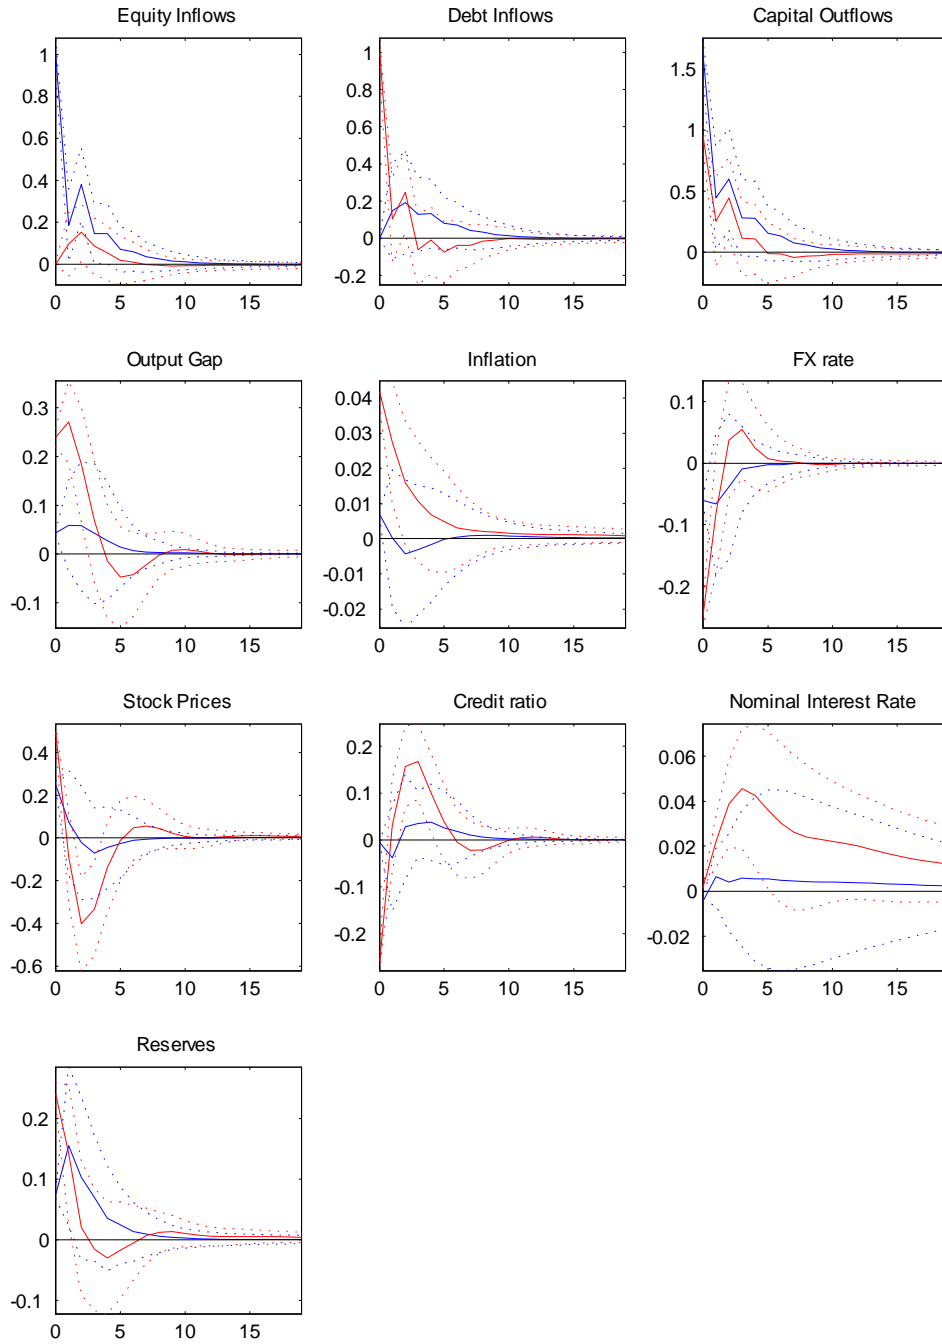 Equity Inflows
1
0.8
0.6
0.4
0.2
0
0 5 10 15
Debt Inflows
1
0.8
0.6
0.4
0.2
0
-0.2
0 5 10 15
Capital Outflows
1.5
1
0.5
0
0 5 10 15
Output Gap
0.3
0.2
0.1
0
-0.1
0 5 10 15
Inflation
0.04
0.03
0.02
0.01
0
-0.01
-0.02
0 5 10 15
FX rate
0.1
0
-0.1
-0.2
0 5 10 15
Stock Prices
0.4
0.2
0
-0.2
-0.4
-0.6
0 5 10 15
Credit ratio
0.2
0.1
0
-0.1
-0.2
0 5 10 15
Nominal Interest Rate
0.06
0.04
0.02
0
-0.02
0 5 10 15
Reserves
0.2
0.1
0
-0.1
0 5 10 15